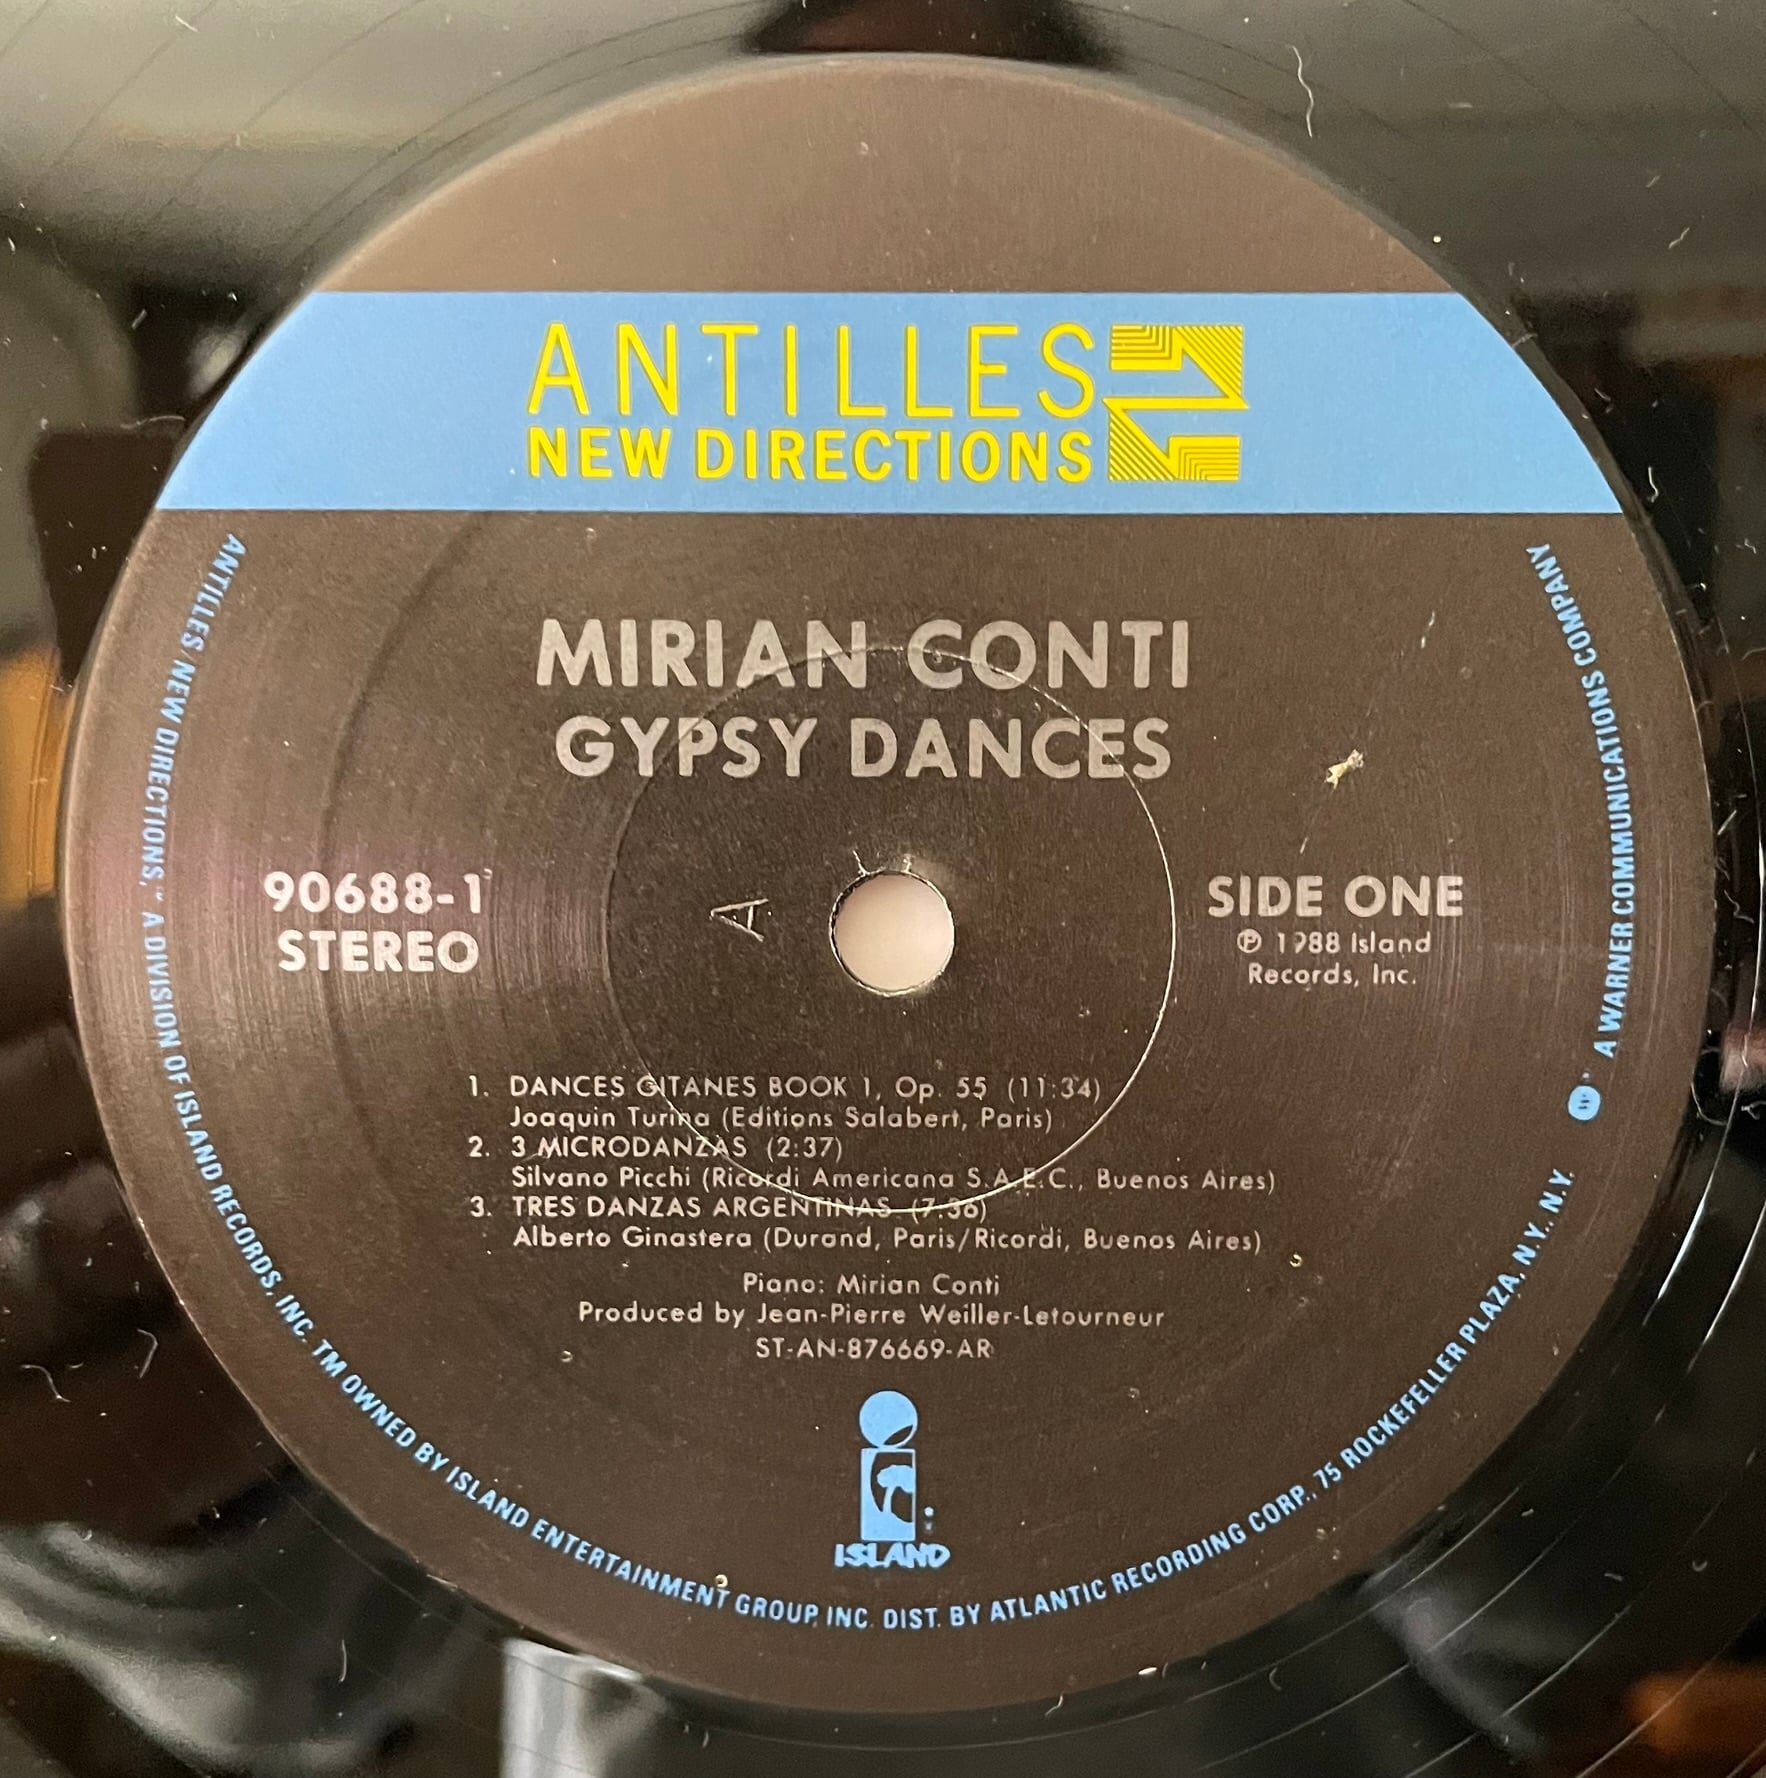 ANTILLES
NEW DIRECTIONS
MIRIAN CONTI
GYPSY DANCES
90688-1
STEREO
A
SIDE ONE
℗ 1988 Island
Records, Inc.
1. DANCES GITANES BOOK 1, Op. 55 (11:34)
Joaquin Turina (Editions Salabert, Paris)
2. 3 MICRODANZAS (2:37)
Silvano Picchi (Ricordi Americana S.A.E.C., Buenos Aires)
3. TRES DANZAS ARGENTINAS (7:36)
Alberto Ginastera (Durand, Paris/Ricordi, Buenos Aires)
Piano: Mirian Conti
Produced by Jean-Pierre Weiller-Letourneur
ST-AN-876669-AR
ISLAND
ANTILLES/NEW DIRECTIONS," A DIVISION OF ISLAND RECORDS, INC. TM OWNED BY ISLAND ENTERTAINMENT GROUP, INC. DIST. BY ATLANTIC RECORDING CORP., 75 ROCKEFELLER PLAZA, N.Y. N.Y. A WARNER COMMUNICATIONS COMPANY